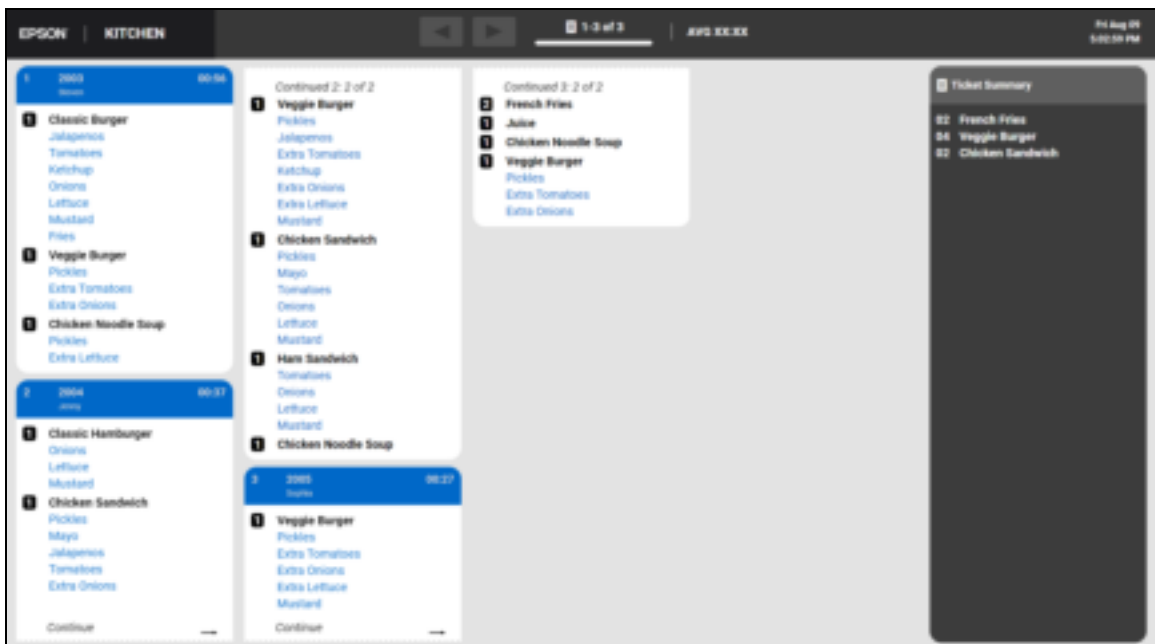 EPSON | KITCHEN
1-3 of 3
AVG XX:XX
Fri Aug 09
5:02:59 PM
1 2003 00:56
Steven
1 Classic Burger
Jalapenos
Tomatoes
Ketchup
Onions
Lettuce
Mustard
Fries
1 Veggie Burger
Pickles
Extra Tomatoes
Extra Onions
1 Chicken Noodle Soup
Pickles
Extra Lettuce
2 2004 00:37
Jenny
1 Classic Hamburger
Onions
Lettuce
Mustard
1 Chicken Sandwich
Pickles
Mayo
Jalapenos
Tomatoes
Extra Onions
Continue →
Continued 2: 2 of 2
1 Veggie Burger
Pickles
Jalapenos
Extra Tomatoes
Ketchup
Extra Onions
Extra Lettuce
Mustard
1 Chicken Sandwich
Pickles
Mayo
Tomatoes
Onions
Lettuce
Mustard
1 Ham Sandwich
Tomatoes
Onions
Lettuce
Mustard
1 Chicken Noodle Soup
3 2005 00:27
Sophia
1 Veggie Burger
Pickles
Extra Tomatoes
Extra Onions
Extra Lettuce
Mustard
Continue →
Continued 3: 2 of 2
2 French Fries
1 Juice
1 Chicken Noodle Soup
1 Veggie Burger
Pickles
Extra Tomatoes
Extra Onions
Ticket Summary
02 French Fries
04 Veggie Burger
02 Chicken Sandwich